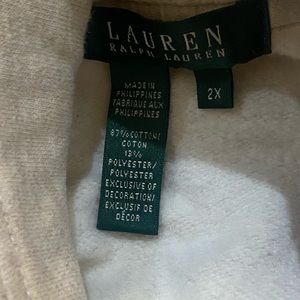 LAUREN
RALPH LAUREN
2X
MADE IN
PHILIPPINES
FABRIQUE AUX
PHILIPPINES
87% COTTON/
COTON
13%
POLYESTER/
POLYESTER
EXCLUSIVE OF
DECORATION/
EXCLUSIF DE
DÉCOR